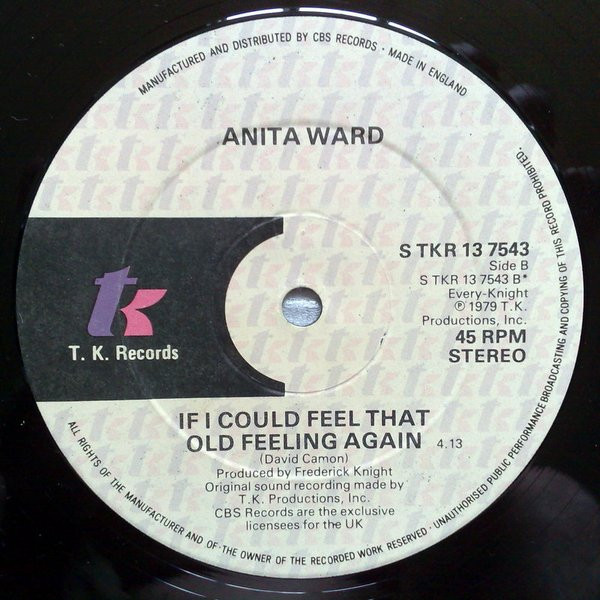 MANUFACTURED AND DISTRIBUTED BY CBS RECORDS · MADE IN ENGLAND
ANITA WARD
S TKR 13 7543
Side B
S TKR 13 7543 B*
Every-Knight
℗ 1979 T.K.
Productions, Inc.
45 RPM
STEREO
tk
T. K. Records
IF I COULD FEEL THAT
OLD FEELING AGAIN 4.13
(David Camon)
Produced by Frederick Knight
Original sound recording made by
T.K. Productions, Inc.
CBS Records are the exclusive
licensees for the UK
ALL RIGHTS OF THE MANUFACTURER AND OF THE OWNER OF THE RECORDED WORK RESERVED · UNAUTHORISED PUBLIC PERFORMANCE BROADCASTING AND COPYING OF THIS RECORD PROHIBITED.